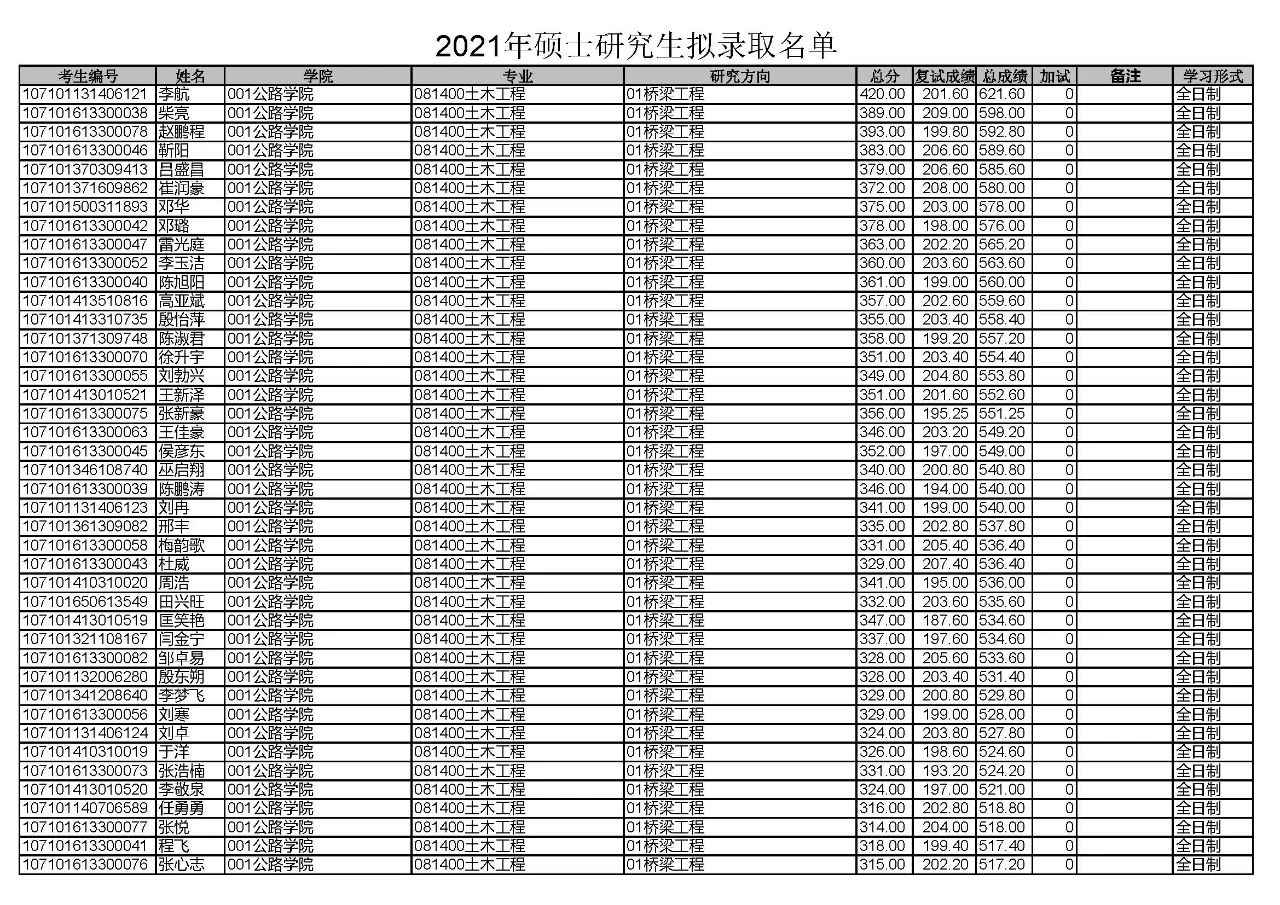 2021年硕士研究生拟录取名单
考生编号 姓名 学院 专业 研究方向 总分 复试成绩 总成绩 加试 备注 学习形式
107101131406121 李航 001公路学院 081400土木工程 01桥梁工程 420.00 201.60 621.60 0 全日制
107101613300038 柴亮 001公路学院 081400土木工程 01桥梁工程 389.00 209.00 598.00 0 全日制
107101613300078 赵鹏程 001公路学院 081400土木工程 01桥梁工程 393.00 199.80 592.80 0 全日制
107101613300046 靳阳 001公路学院 081400土木工程 01桥梁工程 383.00 206.60 589.60 0 全日制
107101370309413 吕盛昌 001公路学院 081400土木工程 01桥梁工程 379.00 206.60 585.60 0 全日制
107101371609862 崔润豪 001公路学院 081400土木工程 01桥梁工程 372.00 208.00 580.00 0 全日制
107101500311893 邓华 001公路学院 081400土木工程 01桥梁工程 375.00 203.00 578.00 0 全日制
107101613300042 邓璐 001公路学院 081400土木工程 01桥梁工程 378.00 198.00 576.00 0 全日制
107101613300047 雷光庭 001公路学院 081400土木工程 01桥梁工程 363.00 202.20 565.20 0 全日制
107101613300052 李玉洁 001公路学院 081400土木工程 01桥梁工程 360.00 203.60 563.60 0 全日制
107101613300040 陈旭阳 001公路学院 081400土木工程 01桥梁工程 361.00 199.00 560.00 0 全日制
107101413510816 高亚斌 001公路学院 081400土木工程 01桥梁工程 357.00 202.60 559.60 0 全日制
107101413310735 殷怡萍 001公路学院 081400土木工程 01桥梁工程 355.00 203.40 558.40 0 全日制
107101371309748 陈淑君 001公路学院 081400土木工程 01桥梁工程 358.00 199.20 557.20 0 全日制
107101613300070 徐升宇 001公路学院 081400土木工程 01桥梁工程 351.00 203.40 554.40 0 全日制
107101613300055 刘勃兴 001公路学院 081400土木工程 01桥梁工程 349.00 204.80 553.80 0 全日制
107101413010521 王新泽 001公路学院 081400土木工程 01桥梁工程 351.00 201.60 552.60 0 全日制
107101613300075 张新豪 001公路学院 081400土木工程 01桥梁工程 356.00 195.25 551.25 0 全日制
107101613300063 王佳豪 001公路学院 081400土木工程 01桥梁工程 346.00 203.20 549.20 0 全日制
107101613300045 侯彦东 001公路学院 081400土木工程 01桥梁工程 352.00 197.00 549.00 0 全日制
107101346108740 巫启翔 001公路学院 081400土木工程 01桥梁工程 340.00 200.80 540.80 0 全日制
107101613300039 陈鹏涛 001公路学院 081400土木工程 01桥梁工程 346.00 194.00 540.00 0 全日制
107101131406123 刘冉 001公路学院 081400土木工程 01桥梁工程 341.00 199.00 540.00 0 全日制
107101361309082 邢丰 001公路学院 081400土木工程 01桥梁工程 335.00 202.80 537.80 0 全日制
107101613300058 梅韵歌 001公路学院 081400土木工程 01桥梁工程 331.00 205.40 536.40 0 全日制
107101613300043 杜威 001公路学院 081400土木工程 01桥梁工程 329.00 207.40 536.40 0 全日制
107101410310020 周浩 001公路学院 081400土木工程 01桥梁工程 341.00 195.00 536.00 0 全日制
107101650613549 田兴旺 001公路学院 081400土木工程 01桥梁工程 332.00 203.60 535.60 0 全日制
107101413010519 匡笑艳 001公路学院 081400土木工程 01桥梁工程 347.00 187.60 534.60 0 全日制
107101321108167 闫金宁 001公路学院 081400土木工程 01桥梁工程 337.00 197.60 534.60 0 全日制
107101613300082 邹卓易 001公路学院 081400土木工程 01桥梁工程 328.00 205.60 533.60 0 全日制
107101132006280 殷东朔 001公路学院 081400土木工程 01桥梁工程 328.00 203.40 531.40 0 全日制
107101341208640 李梦飞 001公路学院 081400土木工程 01桥梁工程 329.00 200.80 529.80 0 全日制
107101613300056 刘寒 001公路学院 081400土木工程 01桥梁工程 329.00 199.00 528.00 0 全日制
107101131406124 刘卓 001公路学院 081400土木工程 01桥梁工程 324.00 203.80 527.80 0 全日制
107101410310019 于洋 001公路学院 081400土木工程 01桥梁工程 326.00 198.60 524.60 0 全日制
107101613300073 张浩楠 001公路学院 081400土木工程 01桥梁工程 331.00 193.20 524.20 0 全日制
107101413010520 李敬泉 001公路学院 081400土木工程 01桥梁工程 324.00 197.00 521.00 0 全日制
107101140706589 任勇勇 001公路学院 081400土木工程 01桥梁工程 316.00 202.80 518.80 0 全日制
107101613300077 张悦 001公路学院 081400土木工程 01桥梁工程 314.00 204.00 518.00 0 全日制
107101613300041 程飞 001公路学院 081400土木工程 01桥梁工程 318.00 199.40 517.40 0 全日制
107101613300076 张心志 001公路学院 081400土木工程 01桥梁工程 315.00 202.20 517.20 0 全日制